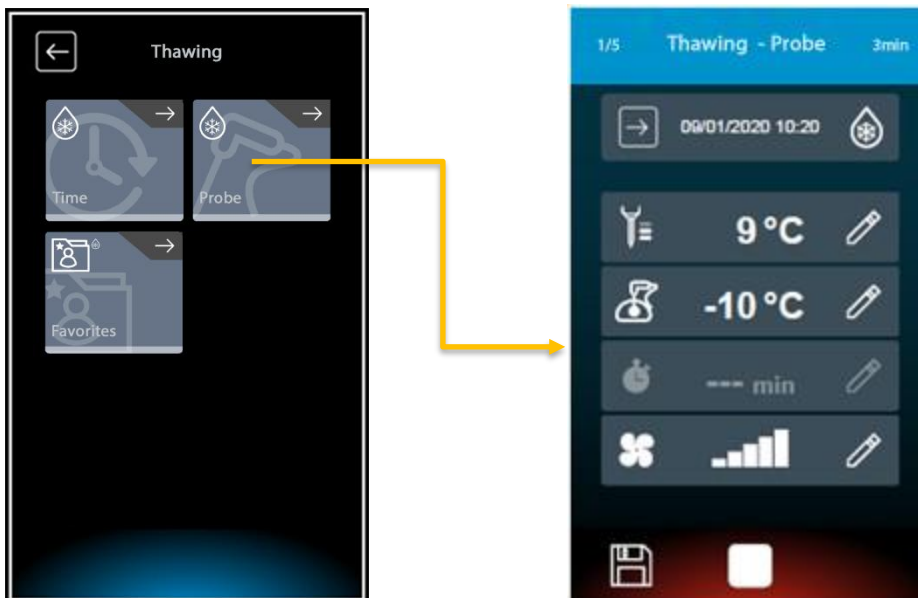 Thawing
Time
Probe
Favorites
1/5 Thawing - Probe 3min
09/01/2020 10:20
9 °C
-10 °C
--- min